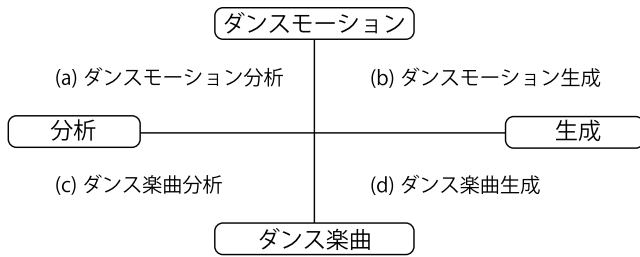 ダンスモーション
(a) ダンスモーション分析
(b) ダンスモーション生成
分析
生成
(c) ダンス楽曲分析
(d) ダンス楽曲生成
ダンス楽曲